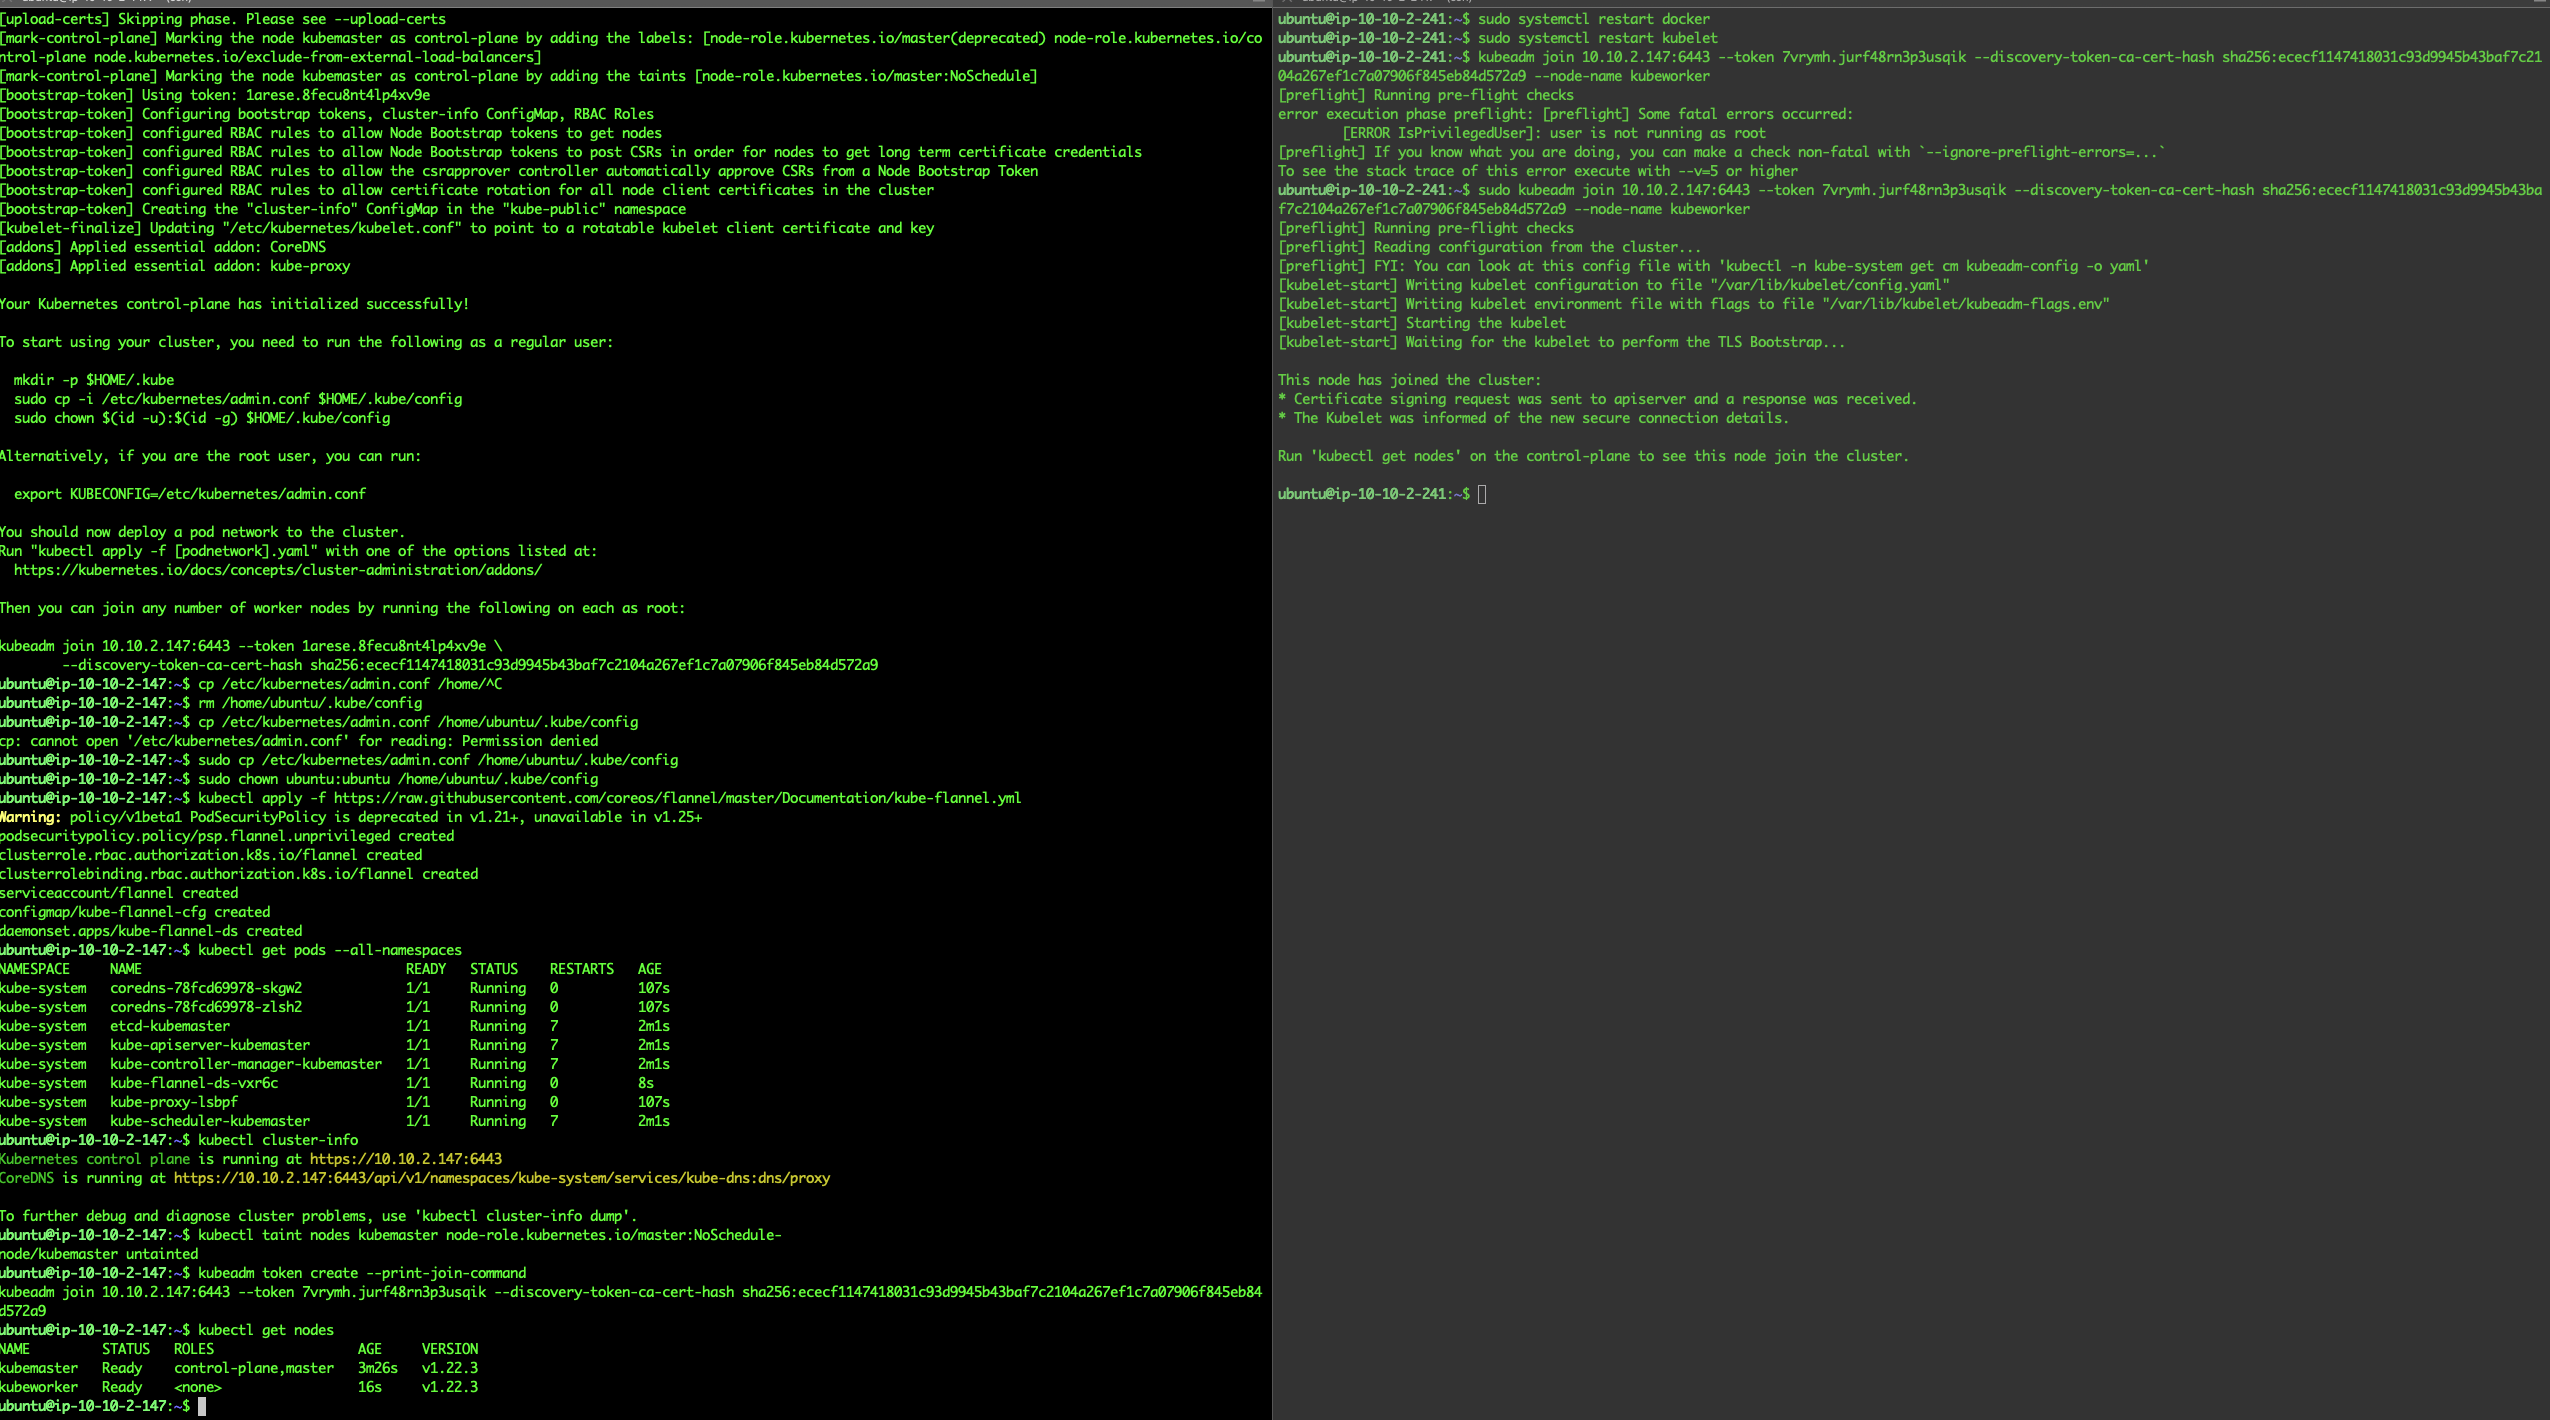 [upload-certs] Skipping phase. Please see --upload-certs
[mark-control-plane] Marking the node kubemaster as control-plane by adding the labels: [node-role.kubernetes.io/master(deprecated) node-role.kubernetes.io/co
ntrol-plane node.kubernetes.io/exclude-from-external-load-balancers]
[mark-control-plane] Marking the node kubemaster as control-plane by adding the taints [node-role.kubernetes.io/master:NoSchedule]
[bootstrap-token] Using token: 1arese.8fecu8nt4lp4xv9e
[bootstrap-token] Configuring bootstrap tokens, cluster-info ConfigMap, RBAC Roles
[bootstrap-token] configured RBAC rules to allow Node Bootstrap tokens to get nodes
[bootstrap-token] configured RBAC rules to allow Node Bootstrap tokens to post CSRs in order for nodes to get long term certificate credentials
[bootstrap-token] configured RBAC rules to allow the csrapprover controller automatically approve CSRs from a Node Bootstrap Token
[bootstrap-token] configured RBAC rules to allow certificate rotation for all node client certificates in the cluster
[bootstrap-token] Creating the "cluster-info" ConfigMap in the "kube-public" namespace
[kubelet-finalize] Updating "/etc/kubernetes/kubelet.conf" to point to a rotatable kubelet client certificate and key
[addons] Applied essential addon: CoreDNS
[addons] Applied essential addon: kube-proxy
Your Kubernetes control-plane has initialized successfully!
To start using your cluster, you need to run the following as a regular user:
mkdir -p $HOME/.kube
sudo cp -i /etc/kubernetes/admin.conf $HOME/.kube/config
sudo chown $(id -u):$(id -g) $HOME/.kube/config
Alternatively, if you are the root user, you can run:
export KUBECONFIG=/etc/kubernetes/admin.conf
You should now deploy a pod network to the cluster.
Run "kubectl apply -f [podnetwork].yaml" with one of the options listed at:
https://kubernetes.io/docs/concepts/cluster-administration/addons/
Then you can join any number of worker nodes by running the following on each as root:
kubeadm join 10.10.2.147:6443 --token 1arese.8fecu8nt4lp4xv9e \
--discovery-token-ca-cert-hash sha256:ececf1147418031c93d9945b43baf7c2104a267ef1c7a07906f845eb84d572a9
ubuntu@ip-10-10-2-147:~$ cp /etc/kubernetes/admin.conf /home/^C
ubuntu@ip-10-10-2-147:~$ rm /home/ubuntu/.kube/config
ubuntu@ip-10-10-2-147:~$ cp /etc/kubernetes/admin.conf /home/ubuntu/.kube/config
cp: cannot open '/etc/kubernetes/admin.conf' for reading: Permission denied
ubuntu@ip-10-10-2-147:~$ sudo cp /etc/kubernetes/admin.conf /home/ubuntu/.kube/config
ubuntu@ip-10-10-2-147:~$ sudo chown ubuntu:ubuntu /home/ubuntu/.kube/config
ubuntu@ip-10-10-2-147:~$ kubectl apply -f https://raw.githubusercontent.com/coreos/flannel/master/Documentation/kube-flannel.yml
Warning: policy/v1beta1 PodSecurityPolicy is deprecated in v1.21+, unavailable in v1.25+
podsecuritypolicy.policy/psp.flannel.unprivileged created
clusterrole.rbac.authorization.k8s.io/flannel created
clusterrolebinding.rbac.authorization.k8s.io/flannel created
serviceaccount/flannel created
configmap/kube-flannel-cfg created
daemonset.apps/kube-flannel-ds created
ubuntu@ip-10-10-2-147:~$ kubectl get pods --all-namespaces
NAMESPACE NAME READY STATUS RESTARTS AGE
kube-system coredns-78fcd69978-skgw2 1/1 Running 0 107s
kube-system coredns-78fcd69978-zlsh2 1/1 Running 0 107s
kube-system etcd-kubemaster 1/1 Running 7 2m1s
kube-system kube-apiserver-kubemaster 1/1 Running 7 2m1s
kube-system kube-controller-manager-kubemaster 1/1 Running 7 2m1s
kube-system kube-flannel-ds-vxr6c 1/1 Running 0 8s
kube-system kube-proxy-lsbpf 1/1 Running 0 107s
kube-system kube-scheduler-kubemaster 1/1 Running 7 2m1s
ubuntu@ip-10-10-2-147:~$ kubectl cluster-info
Kubernetes control plane is running at https://10.10.2.147:6443
CoreDNS is running at https://10.10.2.147:6443/api/v1/namespaces/kube-system/services/kube-dns:dns/proxy
To further debug and diagnose cluster problems, use 'kubectl cluster-info dump'.
ubuntu@ip-10-10-2-147:~$ kubectl taint nodes kubemaster node-role.kubernetes.io/master:NoSchedule-
node/kubemaster untainted
ubuntu@ip-10-10-2-147:~$ kubeadm token create --print-join-command
kubeadm join 10.10.2.147:6443 --token 7vrymh.jurf48rn3p3usqik --discovery-token-ca-cert-hash sha256:ececf1147418031c93d9945b43baf7c2104a267ef1c7a07906f845eb84
d572a9
ubuntu@ip-10-10-2-147:~$ kubectl get nodes
NAME STATUS ROLES AGE VERSION
kubemaster Ready control-plane,master 3m26s v1.22.3
kubeworker Ready <none> 16s v1.22.3
ubuntu@ip-10-10-2-147:~$
ubuntu@ip-10-10-2-241:~$ sudo systemctl restart docker
ubuntu@ip-10-10-2-241:~$ sudo systemctl restart kubelet
ubuntu@ip-10-10-2-241:~$ kubeadm join 10.10.2.147:6443 --token 7vrymh.jurf48rn3p3usqik --discovery-token-ca-cert-hash sha256:ececf1147418031c93d9945b43baf7c21
04a267ef1c7a07906f845eb84d572a9 --node-name kubeworker
[preflight] Running pre-flight checks
error execution phase preflight: [preflight] Some fatal errors occurred:
[ERROR IsPrivilegedUser]: user is not running as root
[preflight] If you know what you are doing, you can make a check non-fatal with `--ignore-preflight-errors=...`
To see the stack trace of this error execute with --v=5 or higher
ubuntu@ip-10-10-2-241:~$ sudo kubeadm join 10.10.2.147:6443 --token 7vrymh.jurf48rn3p3usqik --discovery-token-ca-cert-hash sha256:ececf1147418031c93d9945b43ba
f7c2104a267ef1c7a07906f845eb84d572a9 --node-name kubeworker
[preflight] Running pre-flight checks
[preflight] Reading configuration from the cluster...
[preflight] FYI: You can look at this config file with 'kubectl -n kube-system get cm kubeadm-config -o yaml'
[kubelet-start] Writing kubelet configuration to file "/var/lib/kubelet/config.yaml"
[kubelet-start] Writing kubelet environment file with flags to file "/var/lib/kubelet/kubeadm-flags.env"
[kubelet-start] Starting the kubelet
[kubelet-start] Waiting for the kubelet to perform the TLS Bootstrap...
This node has joined the cluster:
* Certificate signing request was sent to apiserver and a response was received.
* The Kubelet was informed of the new secure connection details.
Run 'kubectl get nodes' on the control-plane to see this node join the cluster.
ubuntu@ip-10-10-2-241:~$